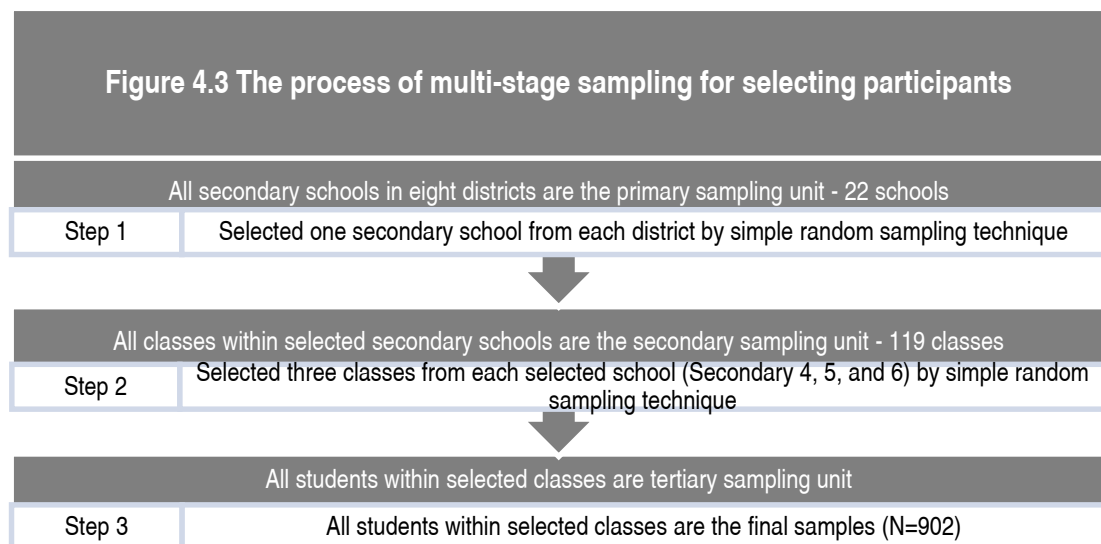 Figure 4.3 The process of multi-stage sampling for selecting participants
All secondary schools in eight districts are the primary sampling unit - 22 schools
Step 1 Selected one secondary school from each district by simple random sampling technique
All classes within selected secondary schools are the secondary sampling unit - 119 classes
Step 2 Selected three classes from each selected school (Secondary 4, 5, and 6) by simple random
sampling technique
All students within selected classes are tertiary sampling unit
Step 3 All students within selected classes are the final samples (N=902)